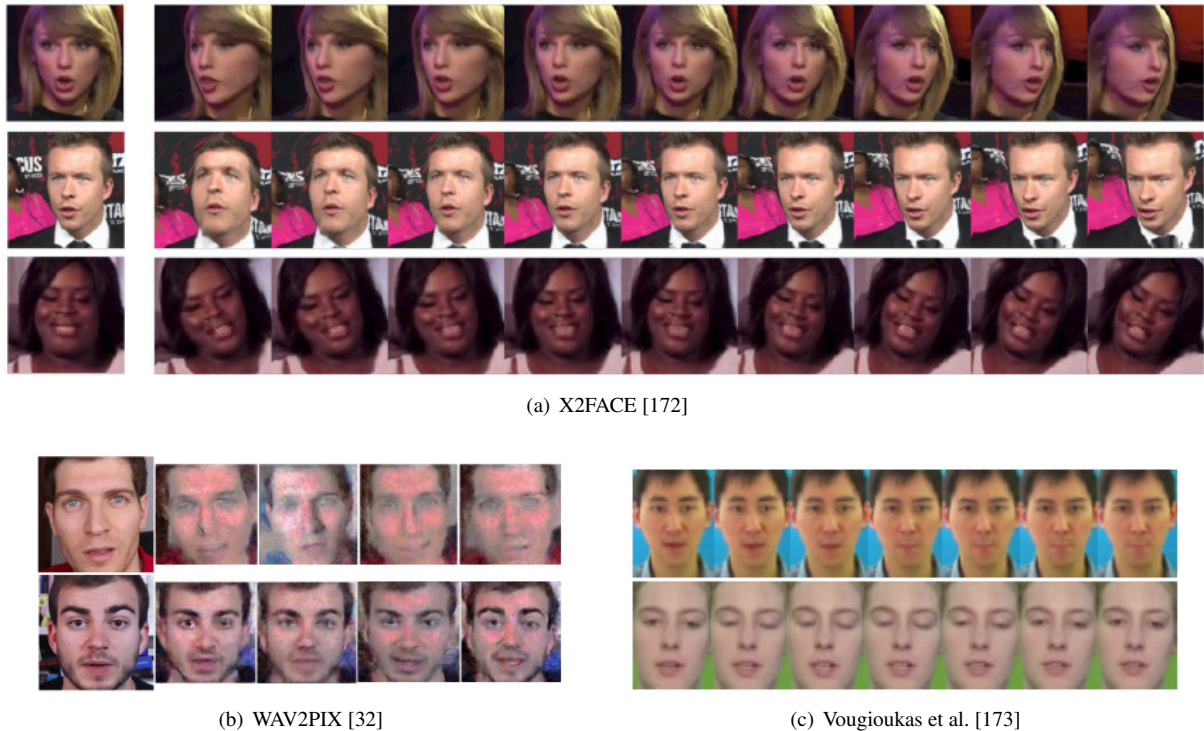 (a) X2FACE [172]
(b) WAV2PIX [32]
(c) Vougioukas et al. [173]